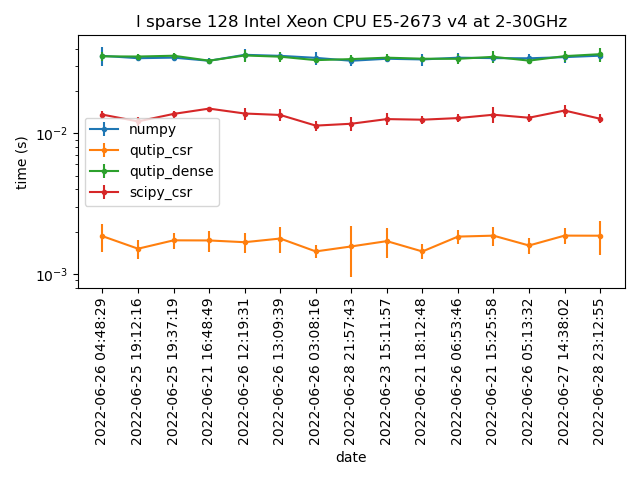 l sparse 128 Intel Xeon CPU E5-2673 v4 at 2-30GHz
time (s)
10⁻²
10⁻³
numpy
qutip_csr
qutip_dense
scipy_csr
2022-06-26 04:48:29
2022-06-25 19:12:16
2022-06-25 19:37:19
2022-06-21 16:48:49
2022-06-26 12:19:31
2022-06-26 13:09:39
2022-06-26 03:08:16
2022-06-28 21:57:43
2022-06-23 15:11:57
2022-06-21 18:12:48
2022-06-26 06:53:46
2022-06-21 15:25:58
2022-06-26 05:13:32
2022-06-27 14:38:02
2022-06-28 23:12:55
date